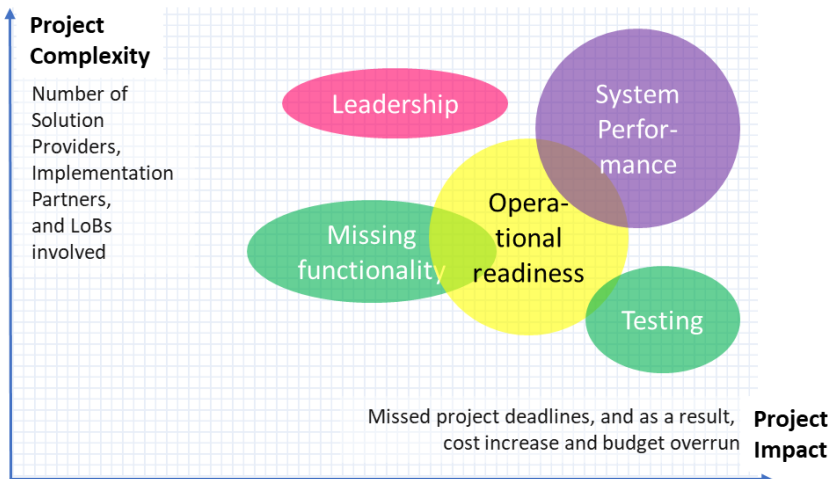 Project
Complexity
Number of
Solution
Providers,
Implementation
Partners,
and LoBs
involved
Leadership
System
Perfor-
mance
Opera-
tional
readiness
Missing
functionality
Testing
Missed project deadlines, and as a result,
cost increase and budget overrun
Project
Impact